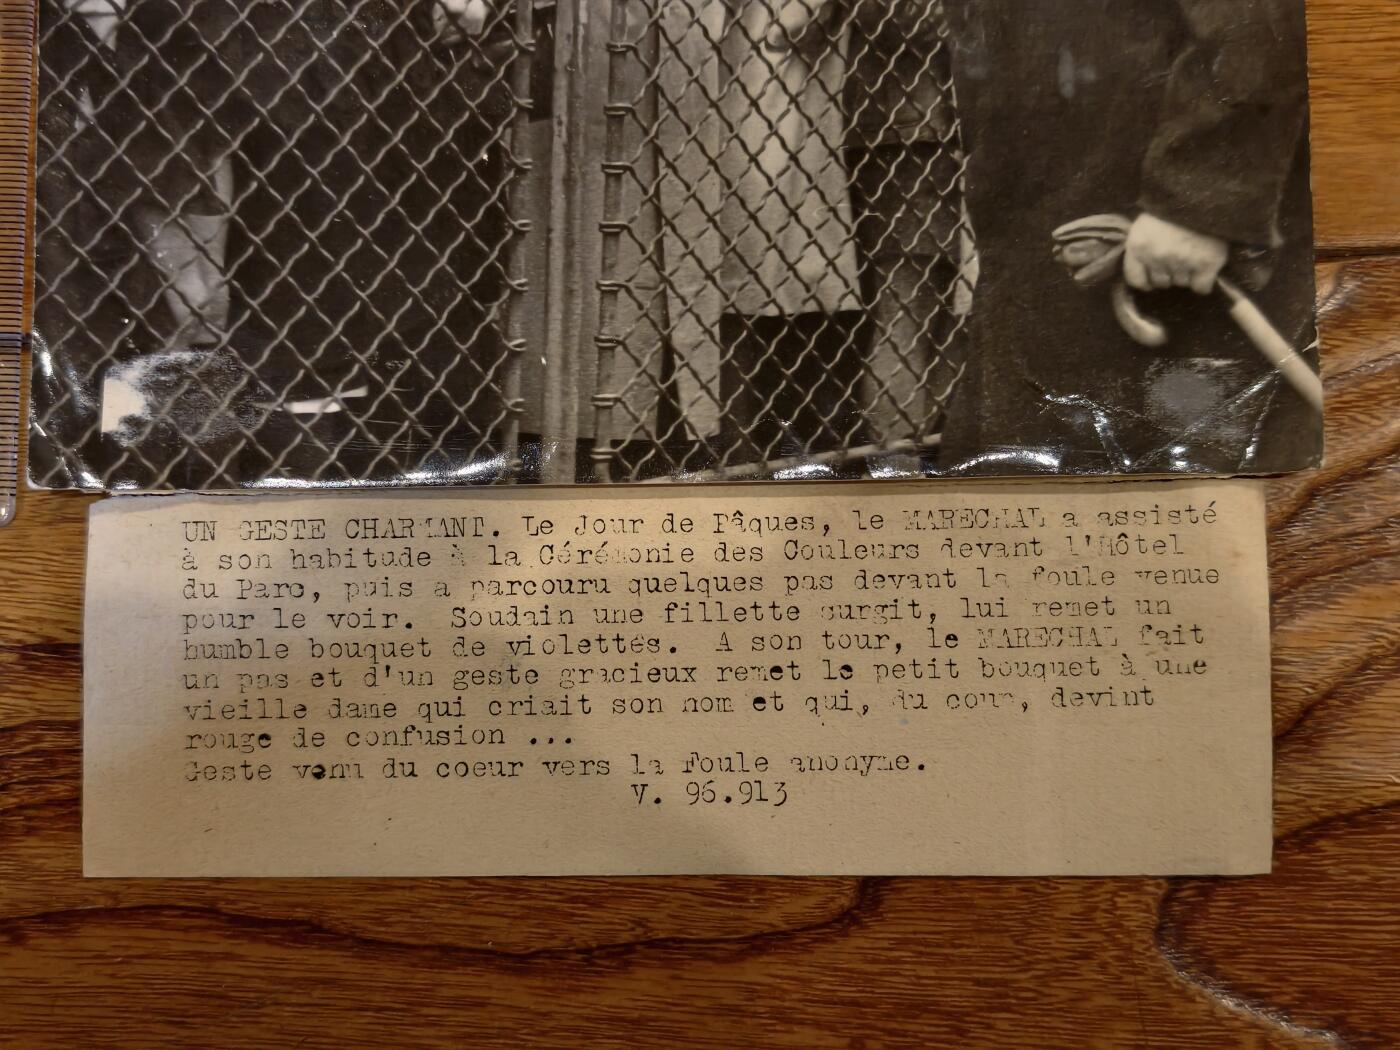 UN GESTE CHARMANT. Le Jour de Pâques, le MARECHAL a assisté
à son habitude à la Cérémonie des Couleurs devant l'Hôtel
du Parc, puis a parcouru quelques pas devant la foule venue
pour le voir. Soudain une fillette surgit, lui remet un
humble bouquet de violettes. A son tour, le MARECHAL fait
un pas et d'un geste gracieux remet le petit bouquet à une
vieille dame qui criait son nom et qui, du coup, devint
rouge de confusion ...
Geste venu du coeur vers la Foule anonyme.
V. 96.913